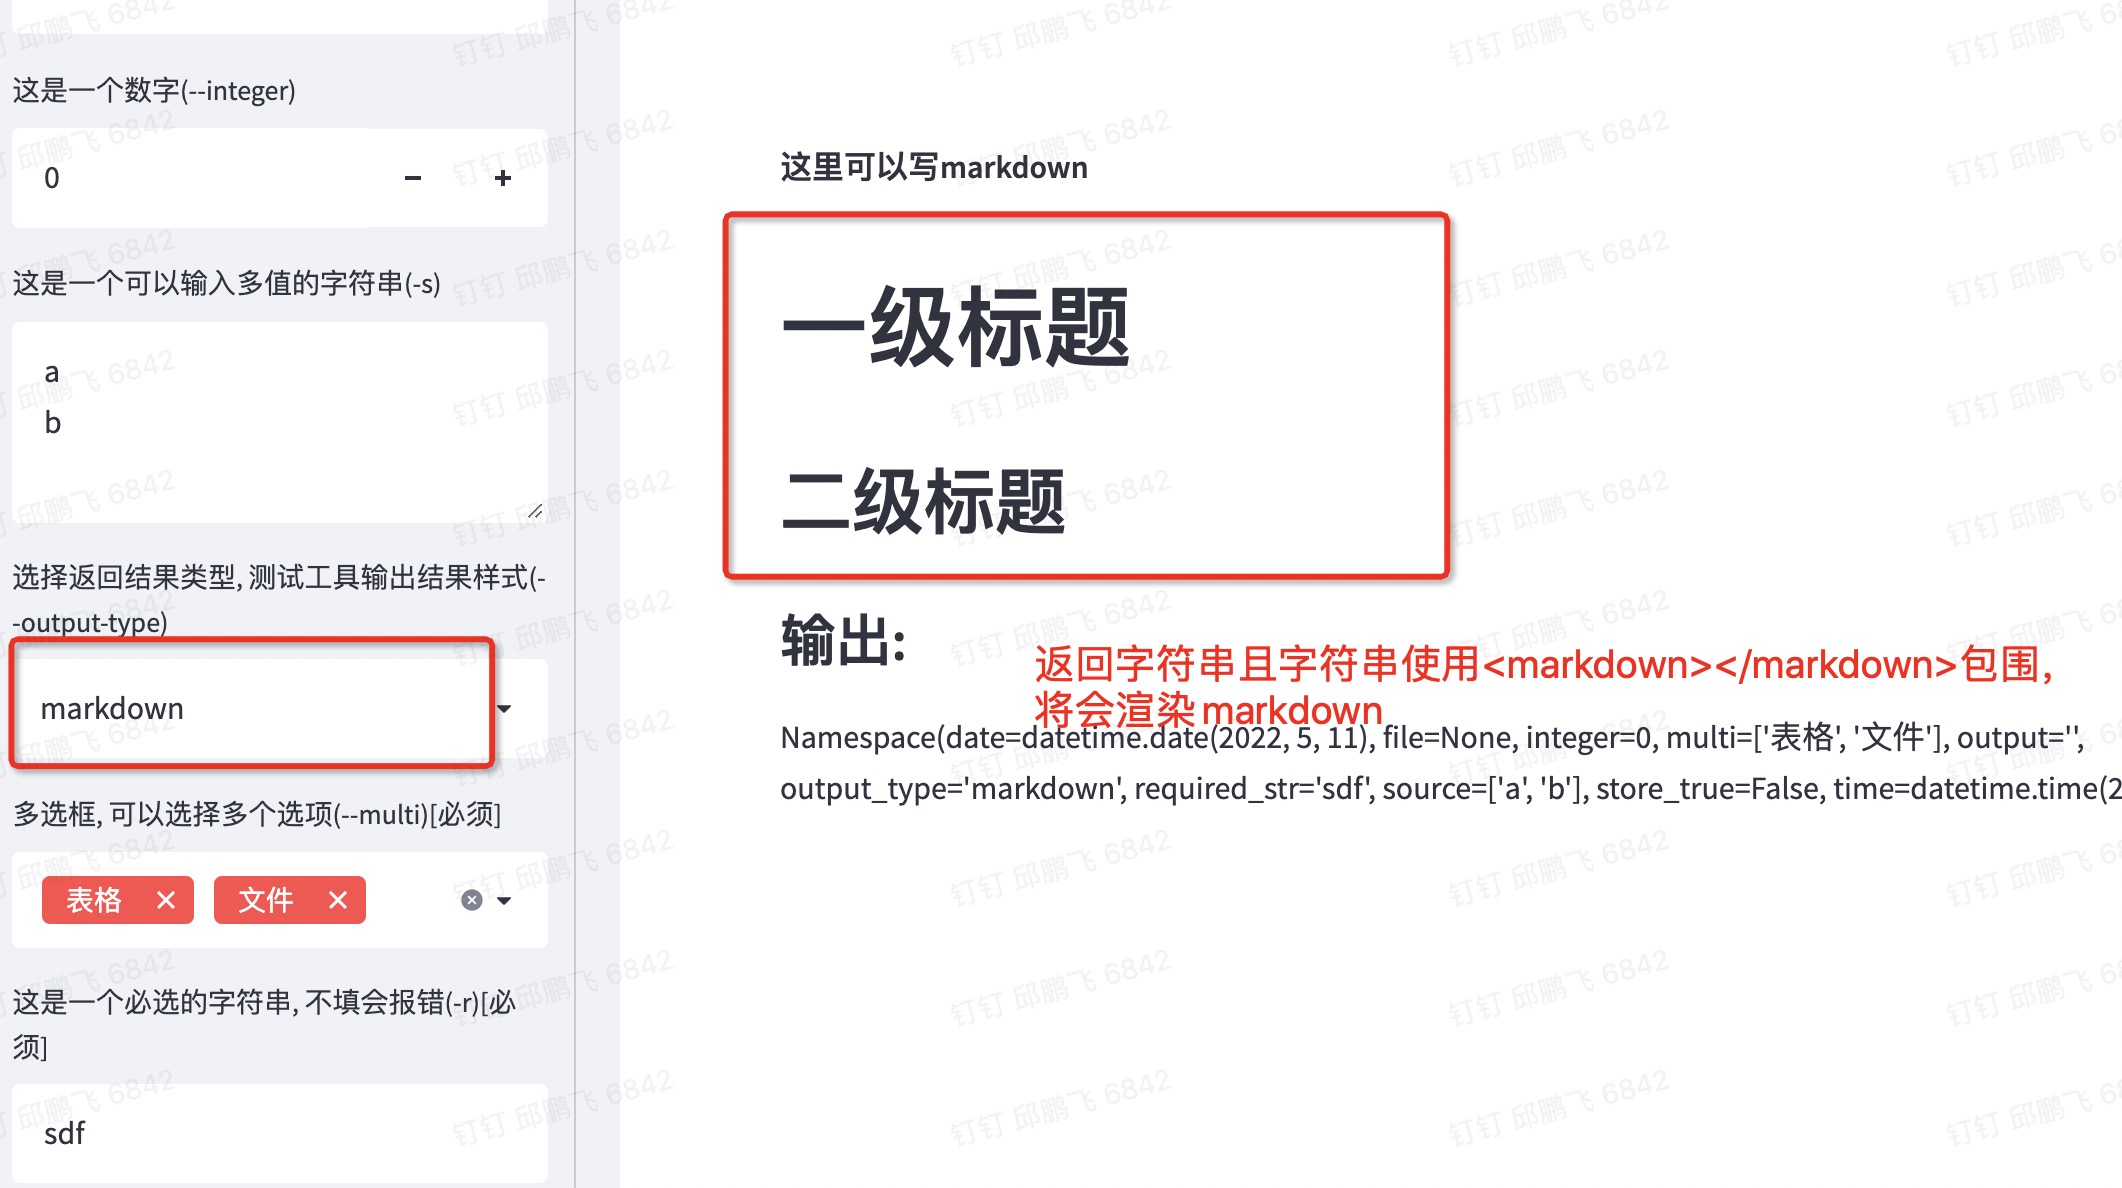 这是一个数字(--integer)
0
这是一个可以输入多值的字符串(-s)
a
b
选择返回结果类型, 测试工具输出结果样式(-
-output-type)
markdown
多选框, 可以选择多个选项(--multi)[必须]
表格 文件
这是一个必选的字符串, 不填会报错(-r)[必
须]
sdf
这里可以写markdown
一级标题
二级标题
输出:
返回字符串且字符串使用<markdown></markdown>包围,
将会渲染markdown
Namespace(date=datetime.date(2022, 5, 11), file=None, integer=0, multi=['表格', '文件'], output='',
output_type='markdown', required_str='sdf', source=['a', 'b'], store_true=False, time=datetime.time(2
钉钉 邱鹏飞 6842